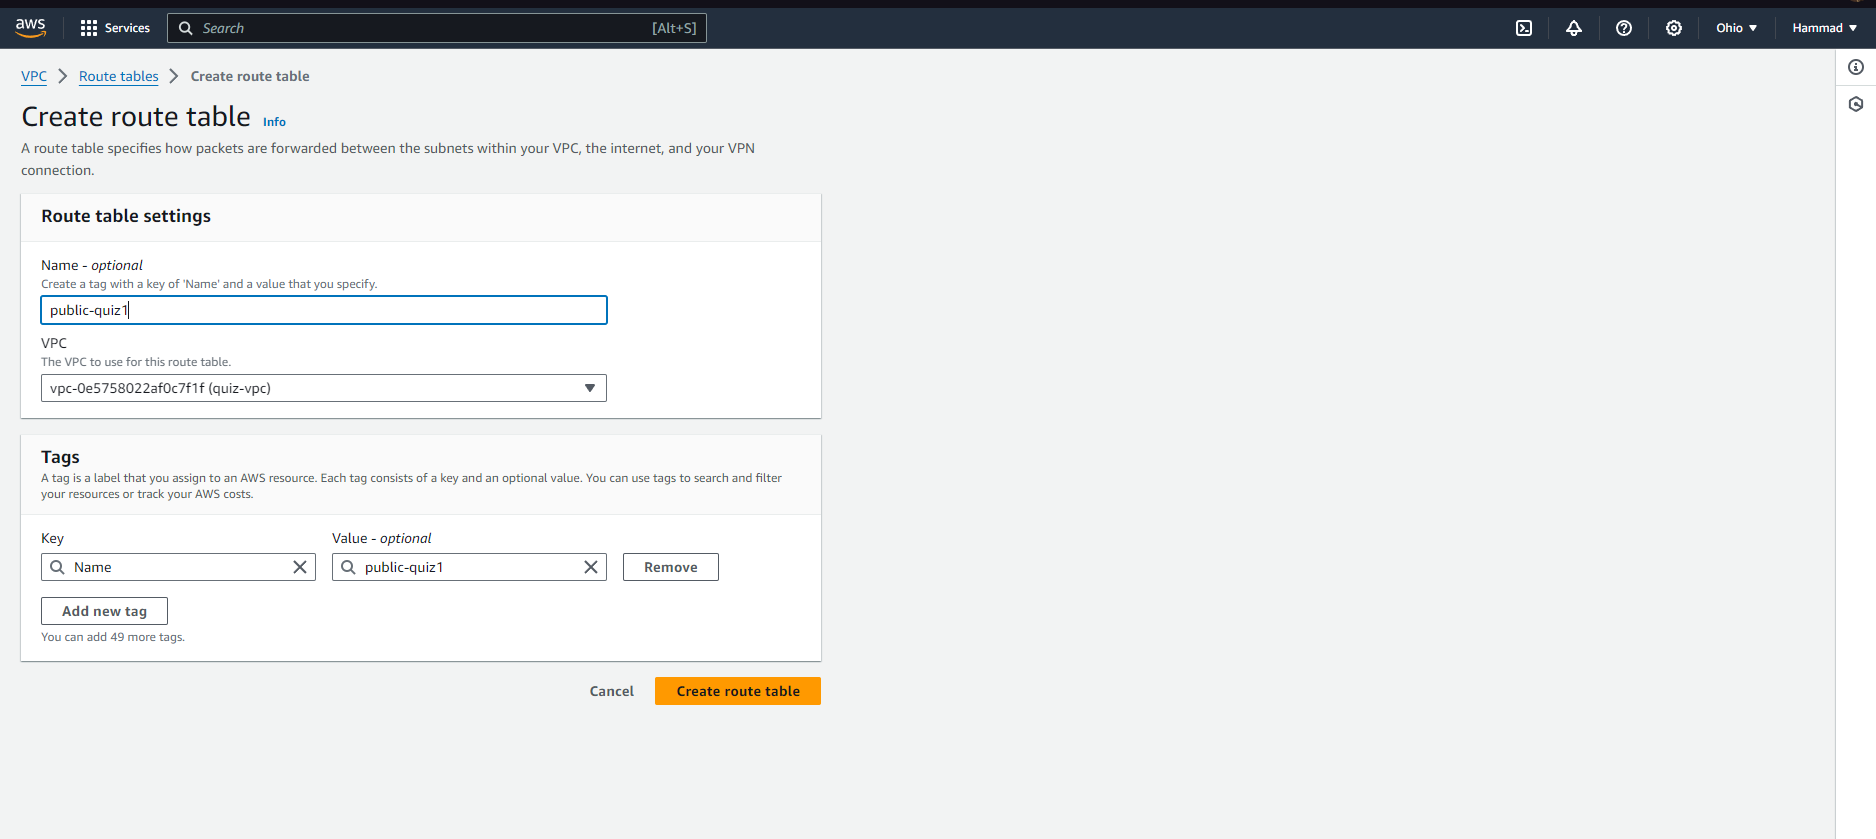 aws
Services
Search
[Alt+S]
Ohio
Hammad
VPC
Route tables
Create route table
Create route table Info
A route table specifies how packets are forwarded between the subnets within your VPC, the internet, and your VPN
connection.
Route table settings
Name - optional
Create a tag with a key of 'Name' and a value that you specify.
public-quiz1
VPC
The VPC to use for this route table.
vpc-0e5758022af0c7f1f (quiz-vpc)
Tags
A tag is a label that you assign to an AWS resource. Each tag consists of a key and an optional value. You can use tags to search and filter
your resources or track your AWS costs.
Key
Value - optional
Name
public-quiz1
Remove
Add new tag
You can add 49 more tags.
Cancel
Create route table